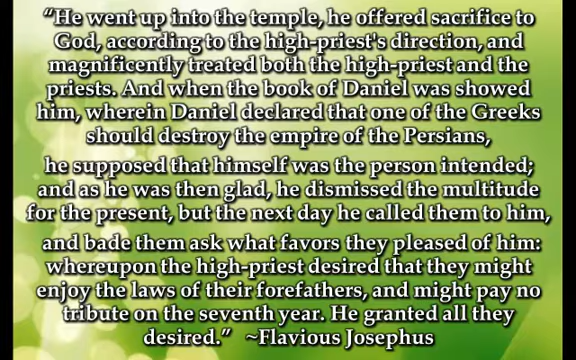 “He went up into the temple, he offered sacrifice to
God, according to the high-priest's direction, and
magnificently treated both the high-priest and the
priests. And when the book of Daniel was showed
him, wherein Daniel declared that one of the Greeks
should destroy the empire of the Persians,
he supposed that himself was the person intended;
and as he was then glad, he dismissed the multitude
for the present, but the next day he called them to him,
and bade them ask what favors they pleased of him:
whereupon the high-priest desired that they might
enjoy the laws of their forefathers, and might pay no
tribute on the seventh year. He granted all they
desired.” ~Flavious Josephus